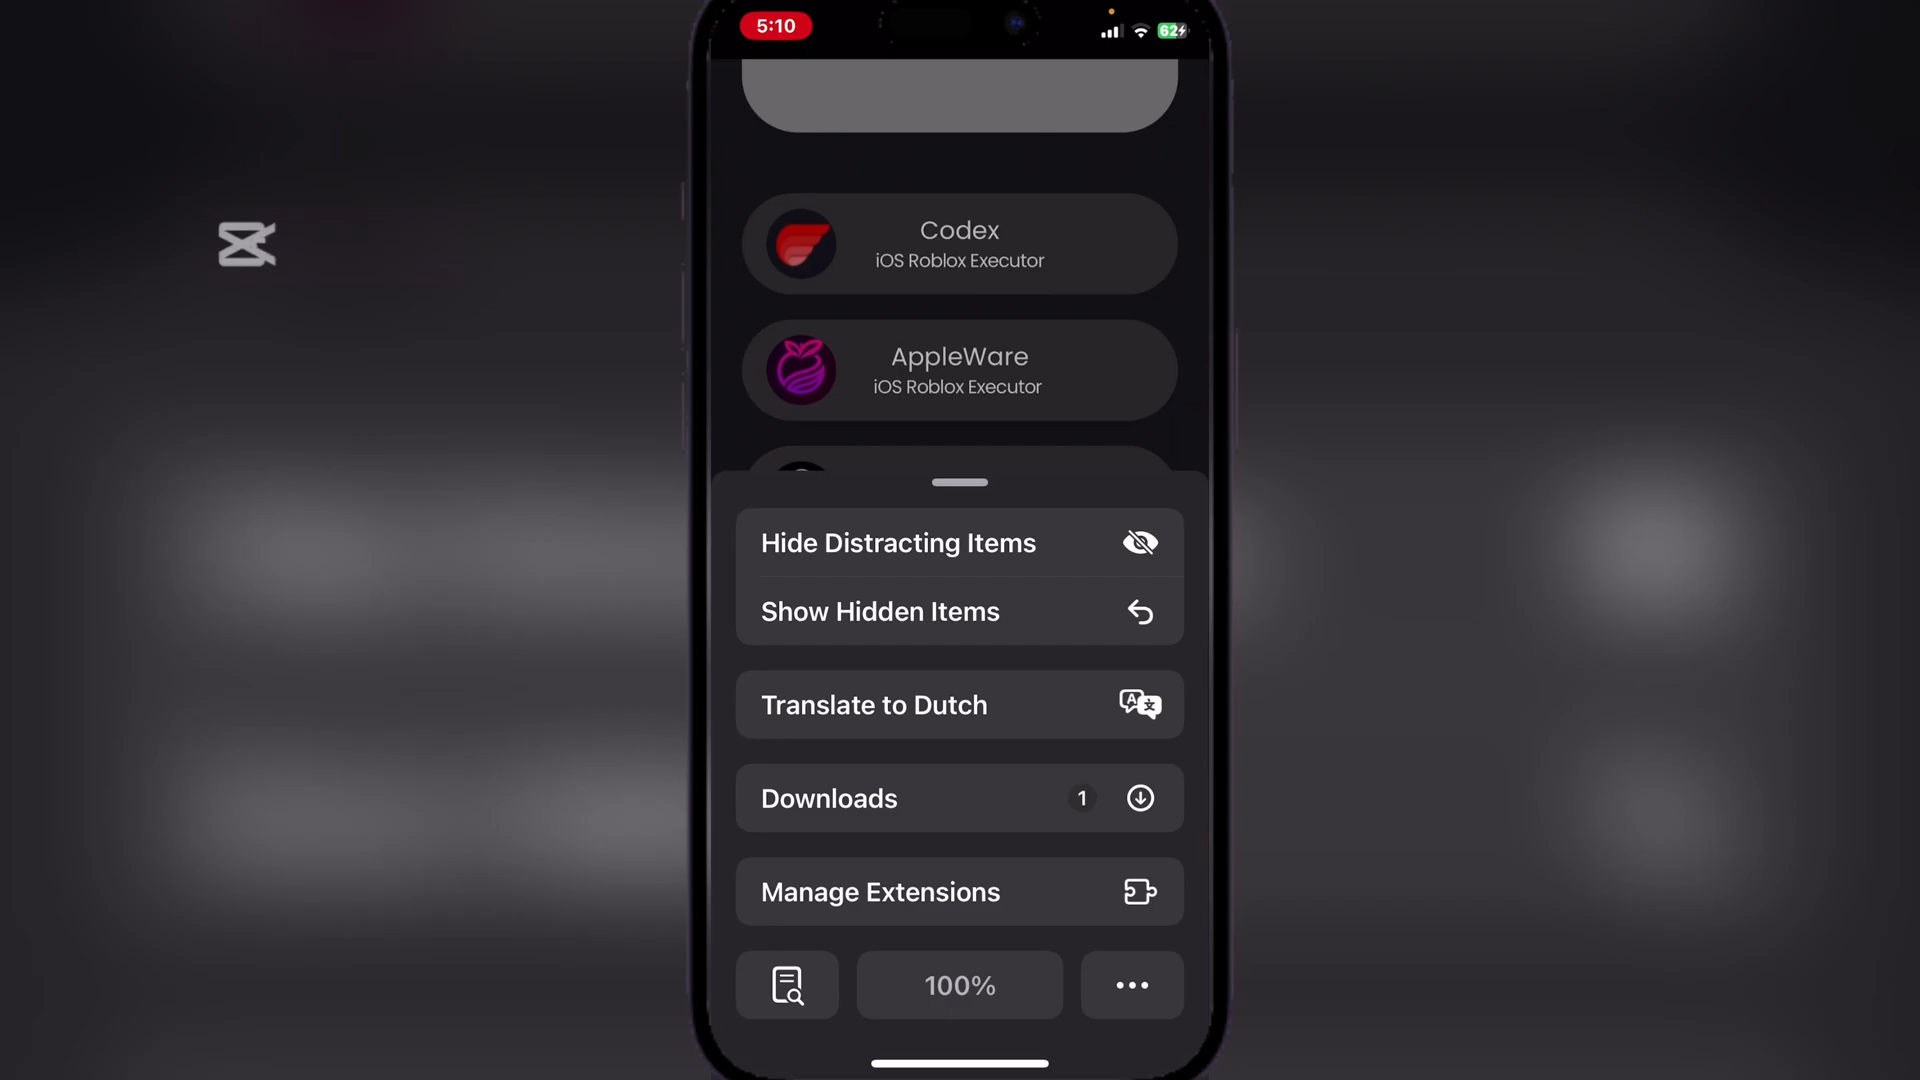 5:10
62
Codex
iOS Roblox Executor
AppleWare
iOS Roblox Executor
Hide Distracting Items
Show Hidden Items
Translate to Dutch
Downloads 1
Manage Extensions
100%